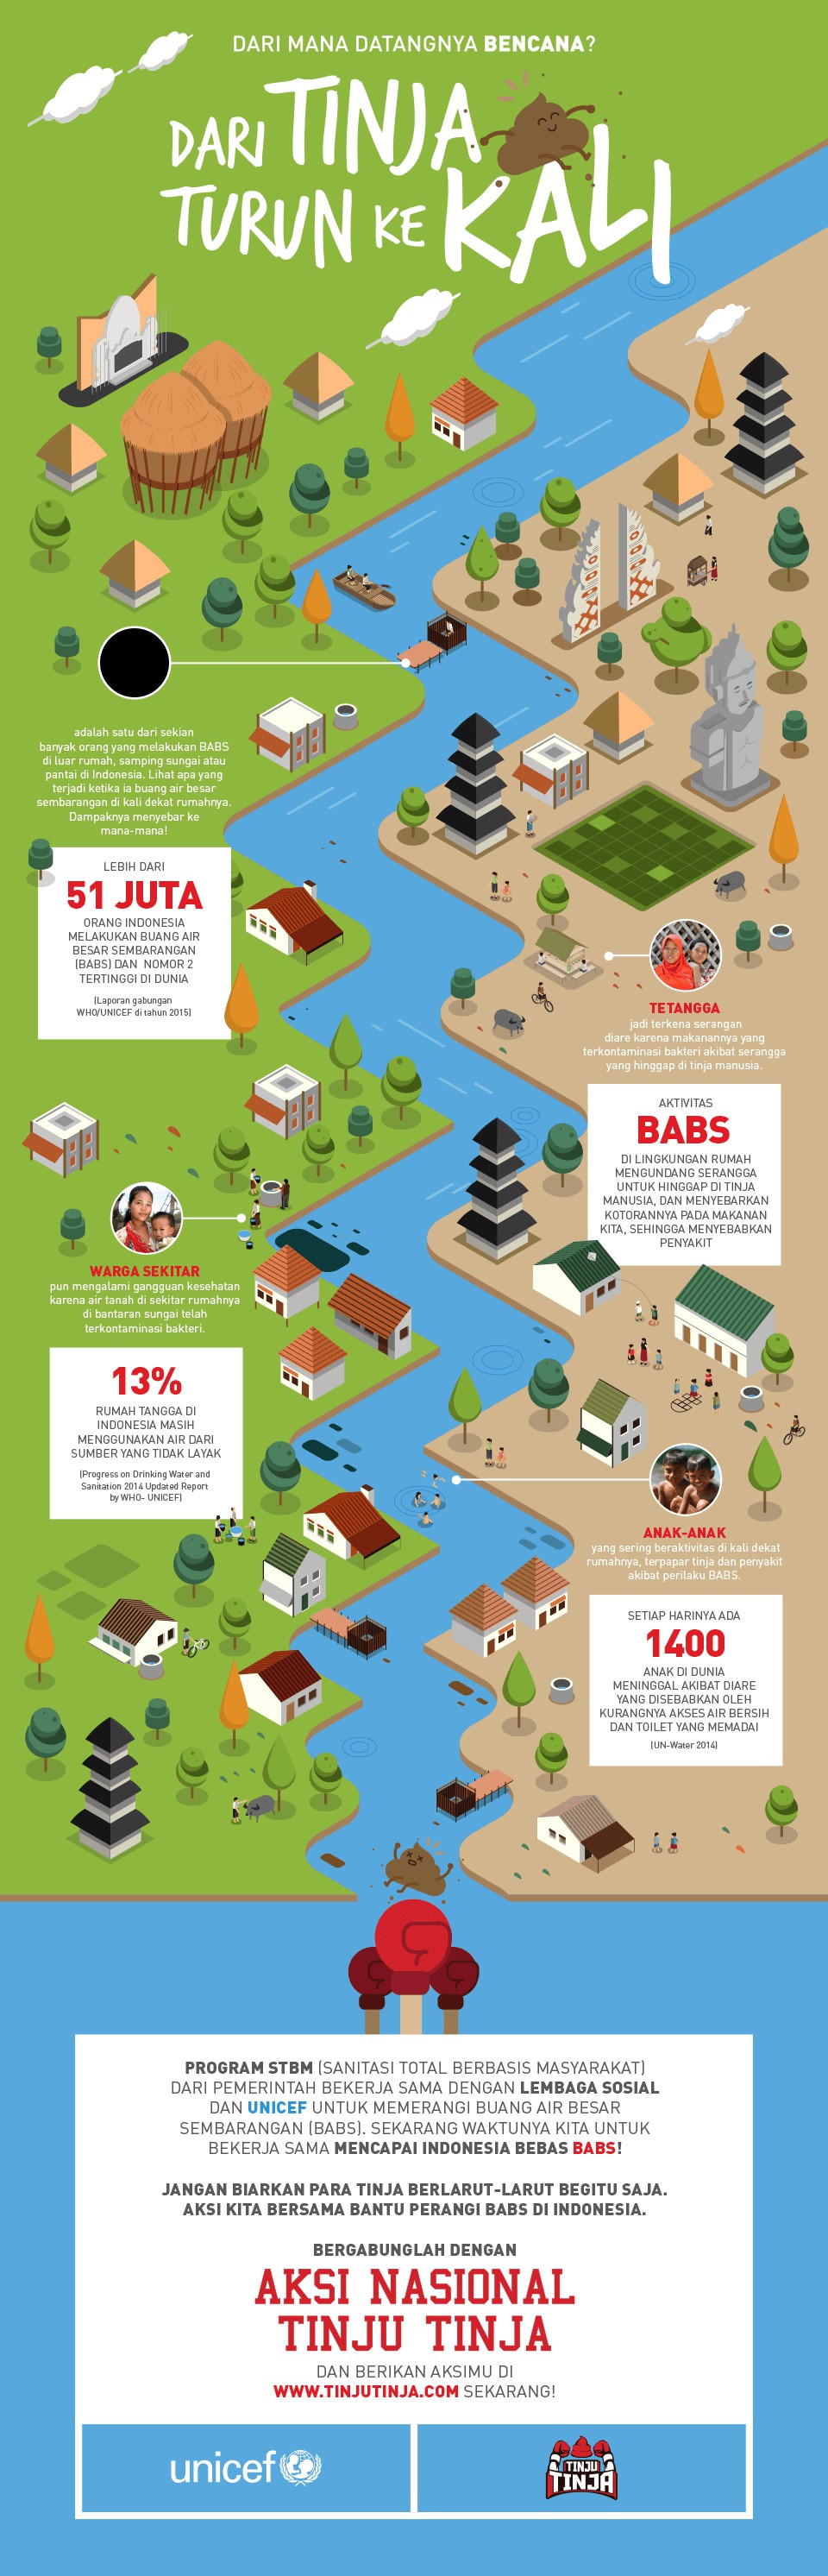 DARI MANA DATANGNYA BENCANA?
DARI TINJA
TURUN KE KALI
adalah satu dari sekian
banyak orang yang melakukan BABS
di luar rumah, samping sungai atau
pantai di Indonesia. Lihat apa yang
terjadi ketika ia buang air besar
sembarangan di kali dekat rumahnya.
Dampaknya menyebar ke
mana-mana!
LEBIH DARI
51 JUTA
ORANG INDONESIA
MELAKUKAN BUANG AIR
BESAR SEMBARANGAN
(BABS) DAN NOMOR 2
TERTINGGI DI DUNIA
(Laporan gabungan
WHO/UNICEF di tahun 2015)
TETANGGA
jadi terkena serangan
diare karena makanannya yang
terkontaminasi bakteri akibat serangga
yang hinggap di tinja manusia.
AKTIVITAS
BABS
DI LINGKUNGAN RUMAH
MENGUNDANG SERANGGA
UNTUK HINGGAP DI TINJA
MANUSIA, DAN MENYEBARKAN
KOTORANNYA PADA MAKANAN
KITA, SEHINGGA MENYEBABKAN
PENYAKIT
WARGA SEKITAR
pun mengalami gangguan kesehatan
karena air tanah di sekitar rumahnya
di bantaran sungai telah
terkontaminasi bakteri.
13%
RUMAH TANGGA DI
INDONESIA MASIH
MENGGUNAKAN AIR DARI
SUMBER YANG TIDAK LAYAK
(Progress on Drinking Water and
Sanitation 2014 Updated Report
by WHO- UNICEF)
ANAK-ANAK
yang sering beraktivitas di kali dekat
rumahnya, terpapar tinja dan penyakit
akibat perilaku BABS.
SETIAP HARINYA ADA
1400
ANAK DI DUNIA
MENINGGAL AKIBAT DIARE
YANG DISEBABKAN OLEH
KURANGNYA AKSES AIR BERSIH
DAN TOILET YANG MEMADAI
(UN-Water 2014)
PROGRAM STBM (SANITASI TOTAL BERBASIS MASYARAKAT)
DARI PEMERINTAH BEKERJA SAMA DENGAN LEMBAGA SOSIAL
DAN UNICEF UNTUK MEMERANGI BUANG AIR BESAR
SEMBARANGAN (BABS). SEKARANG WAKTUNYA KITA UNTUK
BEKERJA SAMA MENCAPAI INDONESIA BEBAS BABS!
JANGAN BIARKAN PARA TINJA BERLARUT-LARUT BEGITU SAJA.
AKSI KITA BERSAMA BANTU PERANGI BABS DI INDONESIA.
BERGABUNGLAH DENGAN
AKSI NASIONAL
TINJU TINJA
DAN BERIKAN AKSIMU DI
WWW.TINJUTINJA.COM SEKARANG!
unicef
TINJU
TINJA